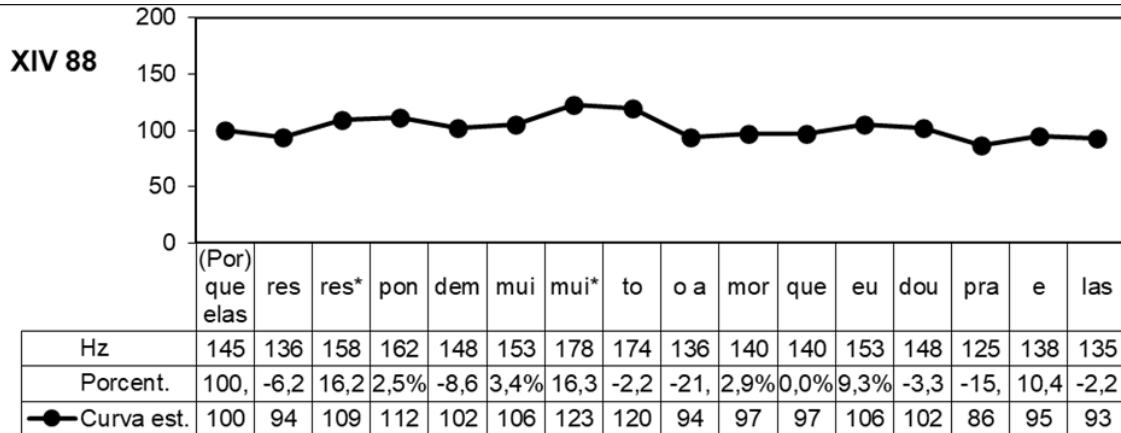 200
XIV 88
150
100
50
0
(Por) que elas res res* pon dem mui mui* to o a mor que eu dou pra e las
Hz 145 136 158 162 148 153 178 174 136 140 140 153 148 125 138 135
Porcent. 100, -6,2 16,2 2,5% -8,6 3,4% 16,3 -2,2 -21, 2,9% 0,0% 9,3% -3,3 -15, 10,4 -2,2
Curva est. 100 94 109 112 102 106 123 120 94 97 97 106 102 86 95 93